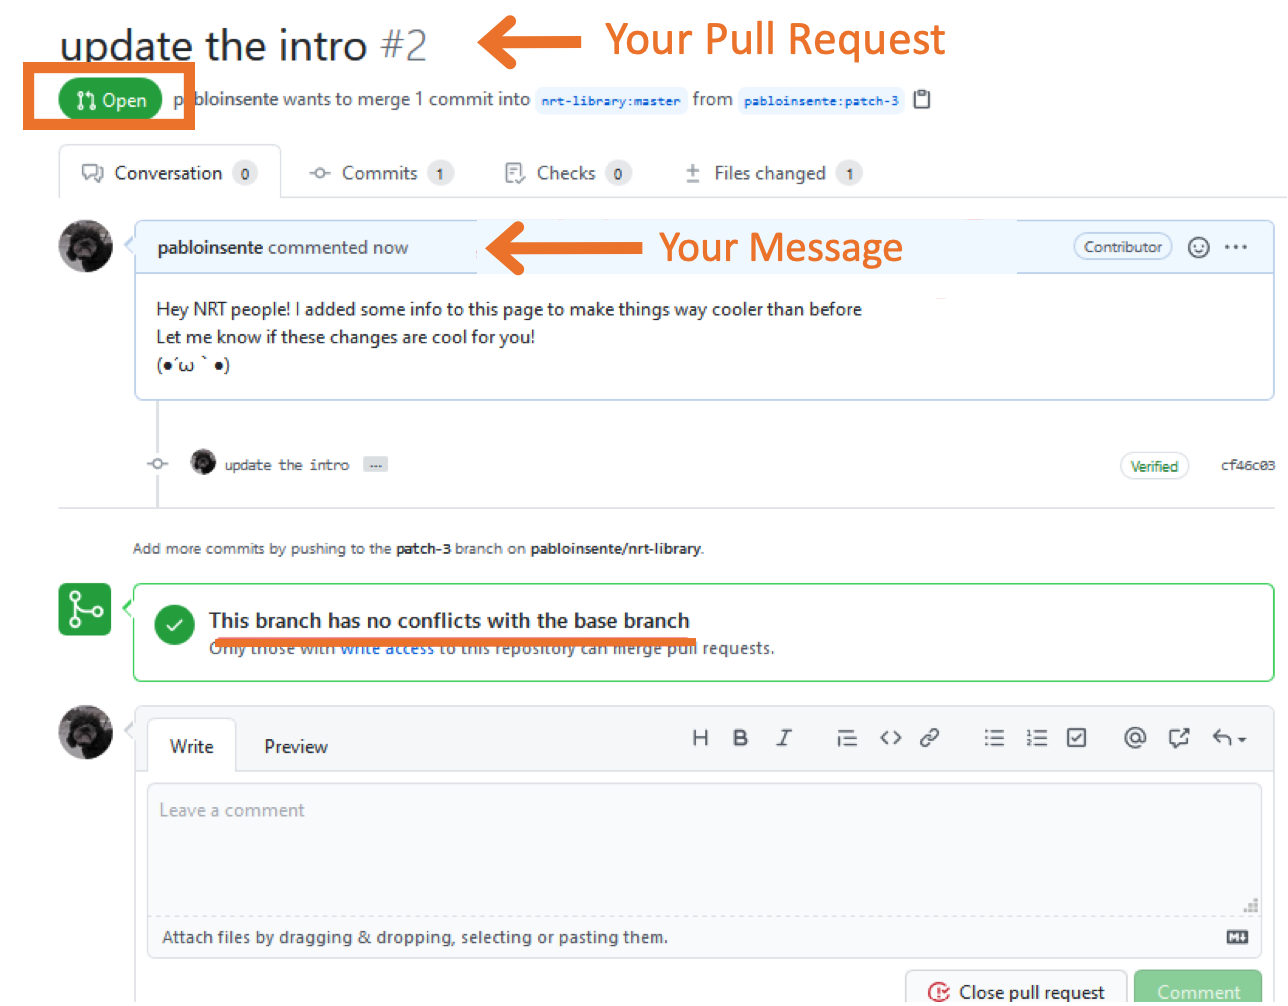 update the intro #2
Your Pull Request
Open
pabloinsente wants to merge 1 commit into nrt-library:master from pabloinsente:patch-3
Conversation 0
Commits 1
Checks 0
Files changed 1
pabloinsente commented now
Your Message
Contributor
Hey NRT people! I added some info to this page to make things way cooler than before
Let me know if these changes are cool for you!
(●´ω｀●)
update the intro ...
Verified
cf46c03
Add more commits by pushing to the patch-3 branch on pabloinsente/nrt-library.
This branch has no conflicts with the base branch
Only those with write access to this repository can merge pull requests.
Write
Preview
H B I
Leave a comment
Attach files by dragging & dropping, selecting or pasting them.
M↓
Close pull request
Comment